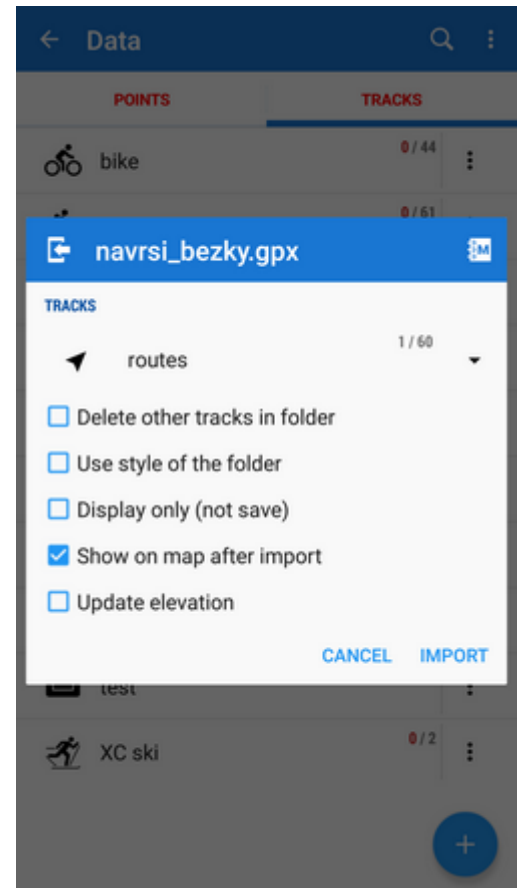 Data
POINTS
TRACKS
bike
0 / 44
0 / 61
navrsi_bezky.gpx
TRACKS
routes
1 / 60
Delete other tracks in folder
Use style of the folder
Display only (not save)
Show on map after import
Update elevation
CANCEL
IMPORT
test
XC ski
0 / 2